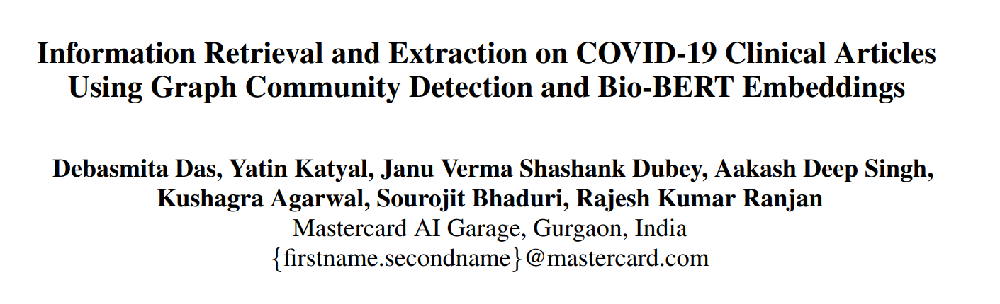 Information Retrieval and Extraction on COVID-19 Clinical Articles
Using Graph Community Detection and Bio-BERT Embeddings
Debasmita Das, Yatin Katyal, Janu Verma Shashank Dubey, Aakash Deep Singh,
Kushagra Agarwal, Sourojit Bhaduri, Rajesh Kumar Ranjan
Mastercard AI Garage, Gurgaon, India
{firstname.secondname}@mastercard.com